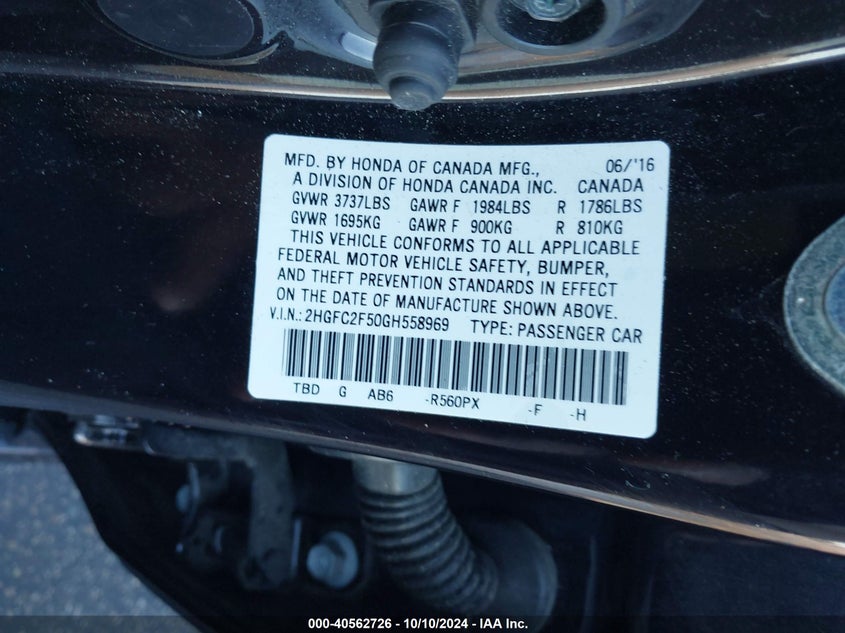 MFD. BY HONDA OF CANADA MFG., 06/'16
A DIVISION OF HONDA CANADA INC. CANADA
GVWR 3737LBS GAWR F 1984LBS R 1786LBS
GVWR 1695KG GAWR F 900KG R 810KG
THIS VEHICLE CONFORMS TO ALL APPLICABLE
FEDERAL MOTOR VEHICLE SAFETY, BUMPER,
AND THEFT PREVENTION STANDARDS IN EFFECT
ON THE DATE OF MANUFACTURE SHOWN ABOVE.
V.I.N.: 2HGFC2F50GH558969 TYPE: PASSENGER CAR
TBD G AB6 -R560PX -F -H
000-40562726 - 10/10/2024 - IAA Inc.